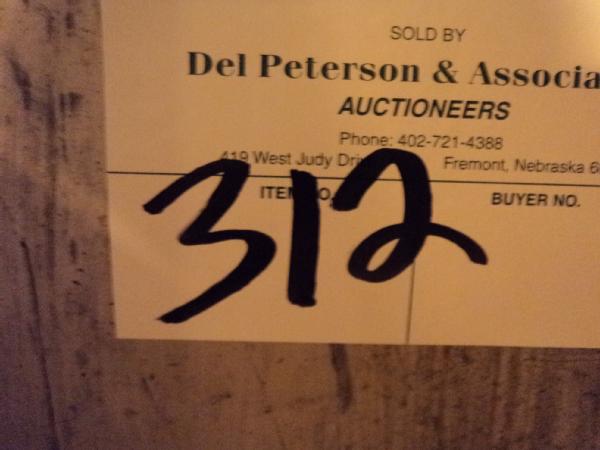 SOLD BY
Del Peterson & Associa
AUCTIONEERS
Phone: 402-721-4388
419 West Judy Dri Fremont, Nebraska 6
ITEM NO. BUYER NO.
312